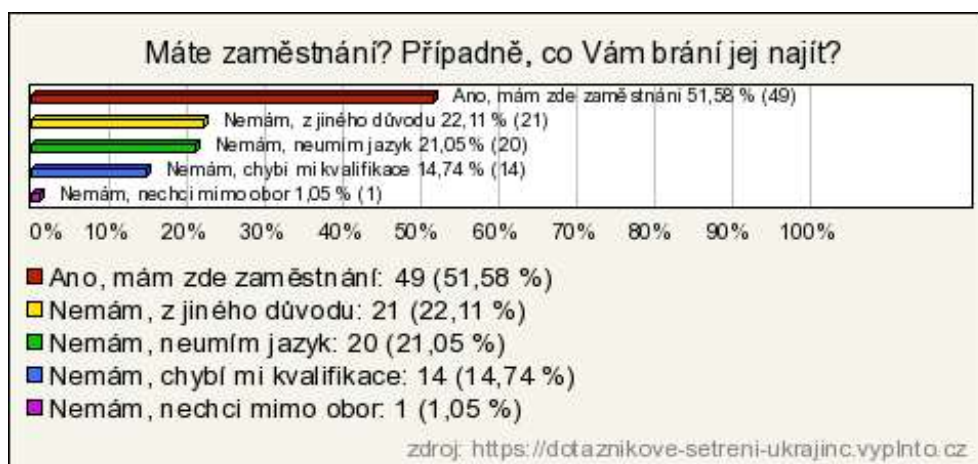 Máte zaměstnání? Případně, co Vám brání jej najít?
Ano, mám zde zaměstnání 51,58 % (49)
Nemám, z jiného důvodu 22,11 % (21)
Nemám, neumím jazyk 21,05 % (20)
Nemám, chybí mi kvalifikace 14,74 % (14)
Nemám, nechci mimo obor 1,05 % (1)
0% 10% 20% 30% 40% 50% 60% 70% 80% 90% 100%
Ano, mám zde zaměstnání: 49 (51,58 %)
Nemám, z jiného důvodu: 21 (22,11 %)
Nemám, neumím jazyk: 20 (21,05 %)
Nemám, chybí mi kvalifikace: 14 (14,74 %)
Nemám, nechci mimo obor: 1 (1,05 %)
zdroj: https://dotaznikove-setreni-ukrajinc.vyplnto.cz